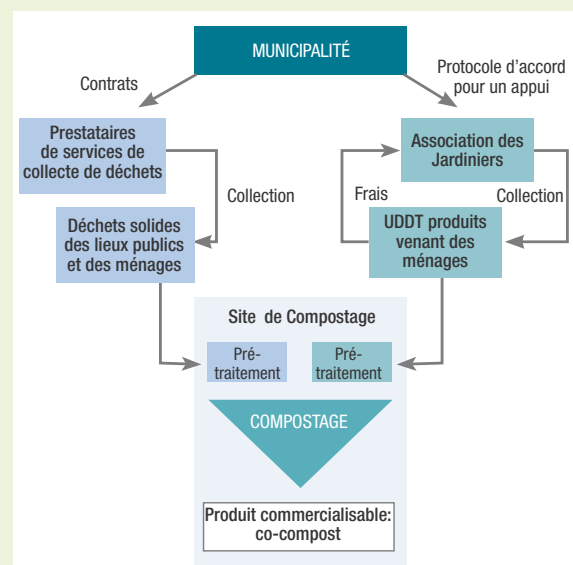 MUNICIPALITÉ
Contrats
Protocole d'accord
pour un appui
Prestataires
de services de
collecte de déchets
Association des
Jardiniers
Collection
Frais
Collection
Déchets solides
des lieux publics
et des ménages
UDDT produits
venant des
ménages
Site de Compostage
Pré-
traitement
Pré-
traitement
COMPOSTAGE
Produit commercialisable:
co-compost